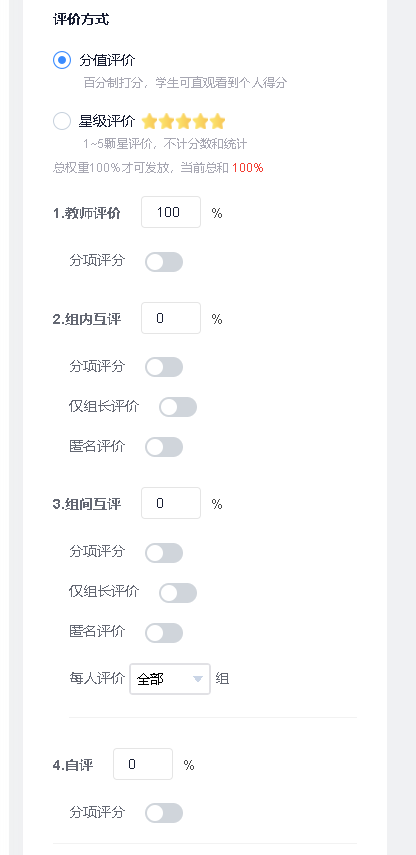 评价方式
分值评价
百分制打分，学生可直观看到个人得分
星级评价
1~5颗星评价，不计分数和统计
总权重100%才可发放，当前总和 100%
1.教师评价 100 %
分项评分
2.组内互评 0 %
分项评分
仅组长评价
匿名评价
3.组间互评 0 %
分项评分
仅组长评价
匿名评价
每人评价 全部 组
4.自评 0 %
分项评分